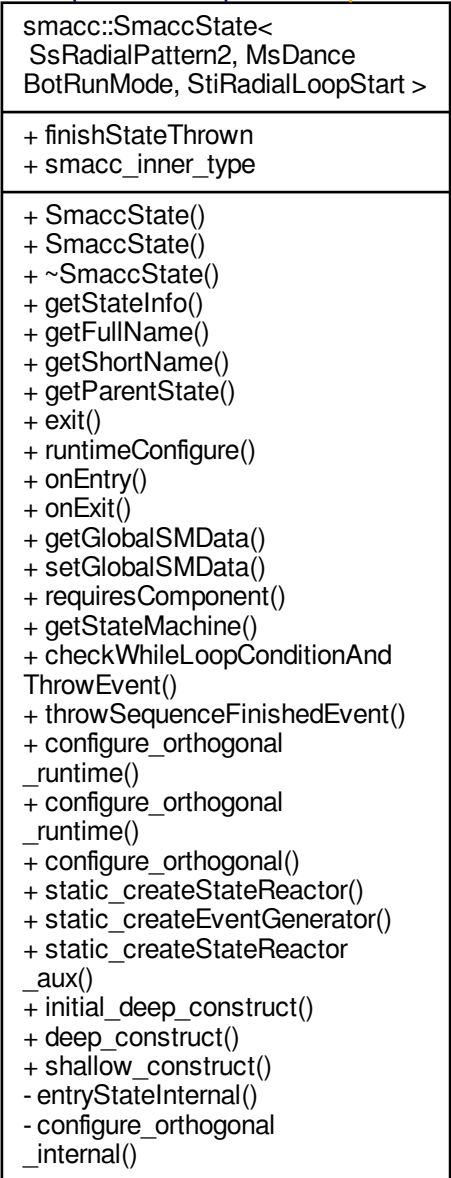 smacc::SmaccState<
SsRadialPattern2, MsDance
BotRunMode, StiRadialLoopStart >
+ finishStateThrown
+ smacc_inner_type
+ SmaccState()
+ SmaccState()
+ ~SmaccState()
+ getStateInfo()
+ getFullName()
+ getShortName()
+ getParentState()
+ exit()
+ runtimeConfigure()
+ onEntry()
+ onExit()
+ getGlobalSMData()
+ setGlobalSMData()
+ requiresComponent()
+ getStateMachine()
+ checkWhileLoopConditionAnd
ThrowEvent()
+ throwSequenceFinishedEvent()
+ configure_orthogonal
_runtime()
+ configure_orthogonal
_runtime()
+ configure_orthogonal()
+ static_createStateReactor()
+ static_createEventGenerator()
+ static_createStateReactor
_aux()
+ initial_deep_construct()
+ deep_construct()
+ shallow_construct()
- entryStateInternal()
- configure_orthogonal
_internal()